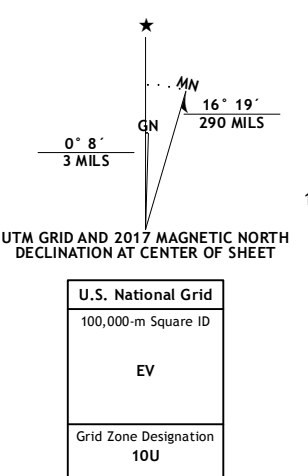 ★
MN
GN
16° 19´
290 MILS
0° 8´
3 MILS
UTM GRID AND 2017 MAGNETIC NORTH
DECLINATION AT CENTER OF SHEET
U.S. National Grid
100,000-m Square ID
EV
Grid Zone Designation
10U